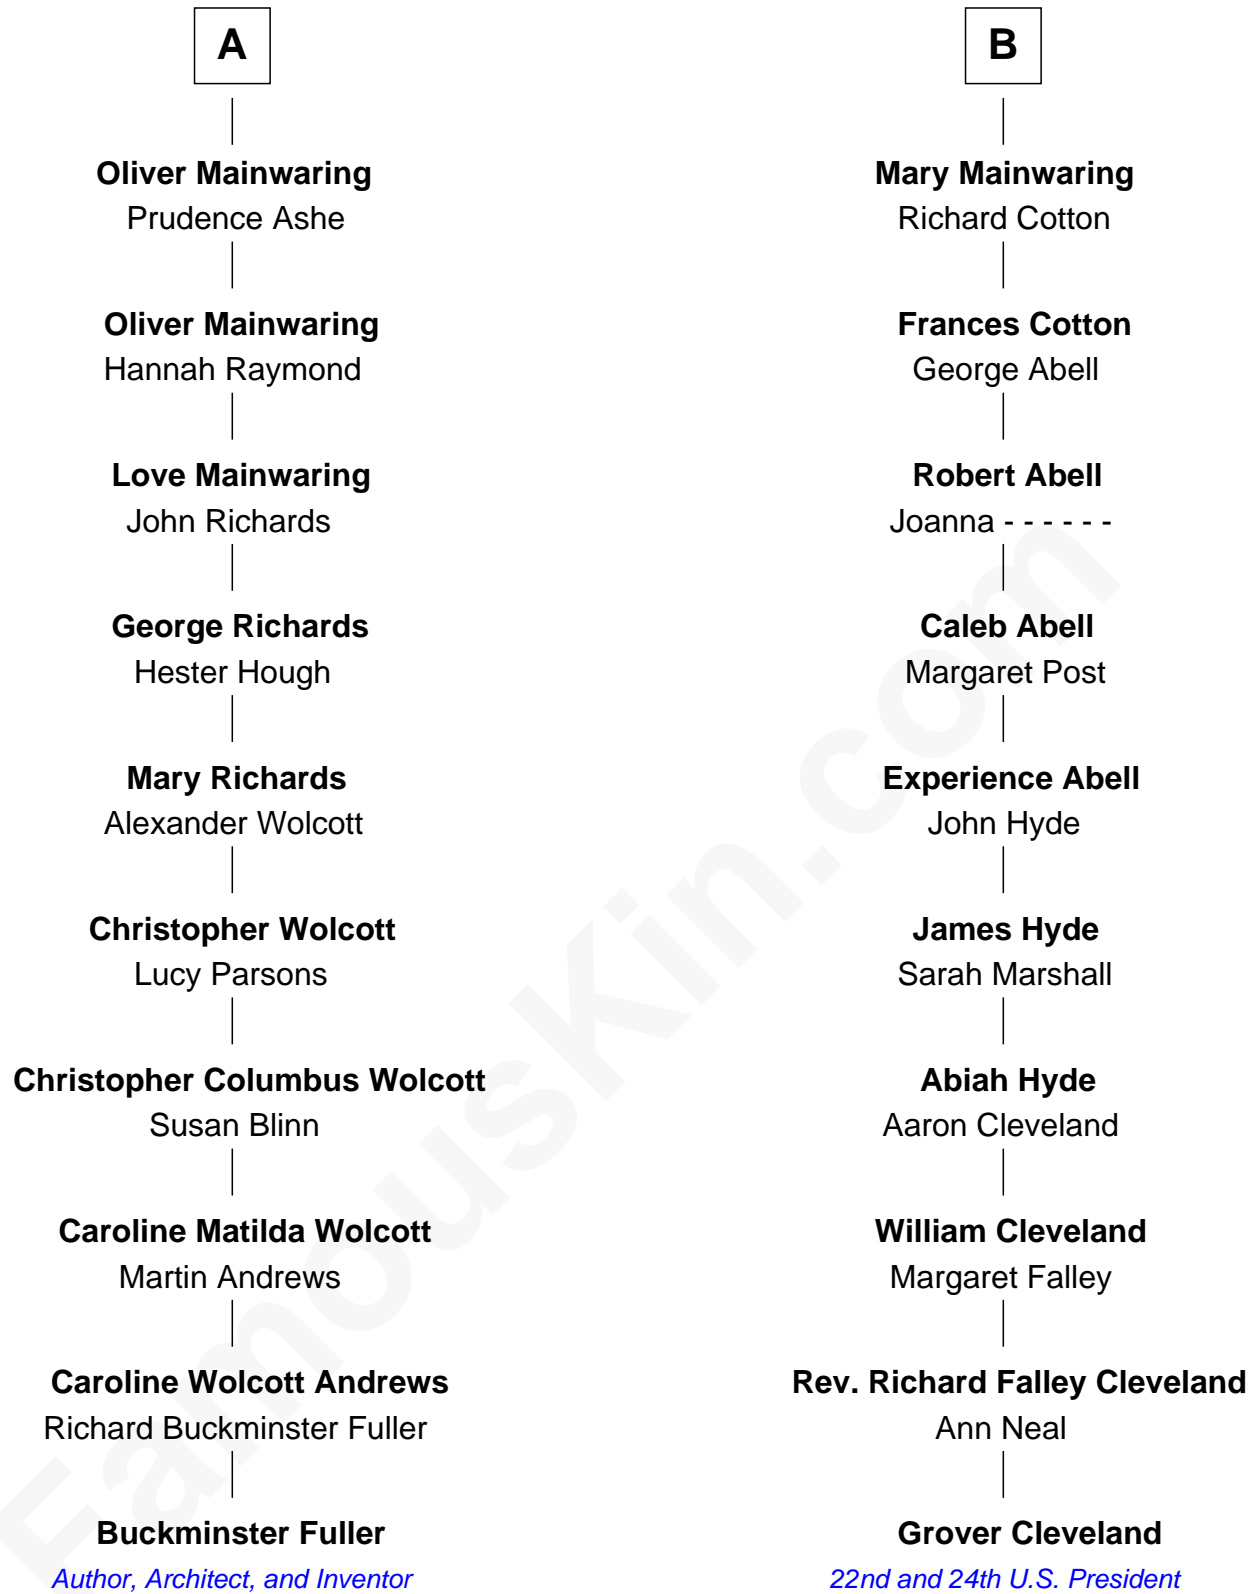 A
Oliver Mainwaring
Prudence Ashe
Oliver Mainwaring
Hannah Raymond
Love Mainwaring
John Richards
George Richards
Hester Hough
Mary Richards
Alexander Wolcott
Christopher Wolcott
Lucy Parsons
Christopher Columbus Wolcott
Susan Blinn
Caroline Matilda Wolcott
Martin Andrews
Caroline Wolcott Andrews
Richard Buckminster Fuller
Buckminster Fuller
Author, Architect, and Inventor
B
Mary Mainwaring
Richard Cotton
Frances Cotton
George Abell
Robert Abell
Joanna - - - - - -
Caleb Abell
Margaret Post
Experience Abell
John Hyde
James Hyde
Sarah Marshall
Abiah Hyde
Aaron Cleveland
William Cleveland
Margaret Falley
Rev. Richard Falley Cleveland
Ann Neal
Grover Cleveland
22nd and 24th U.S. President
FamousKin.com